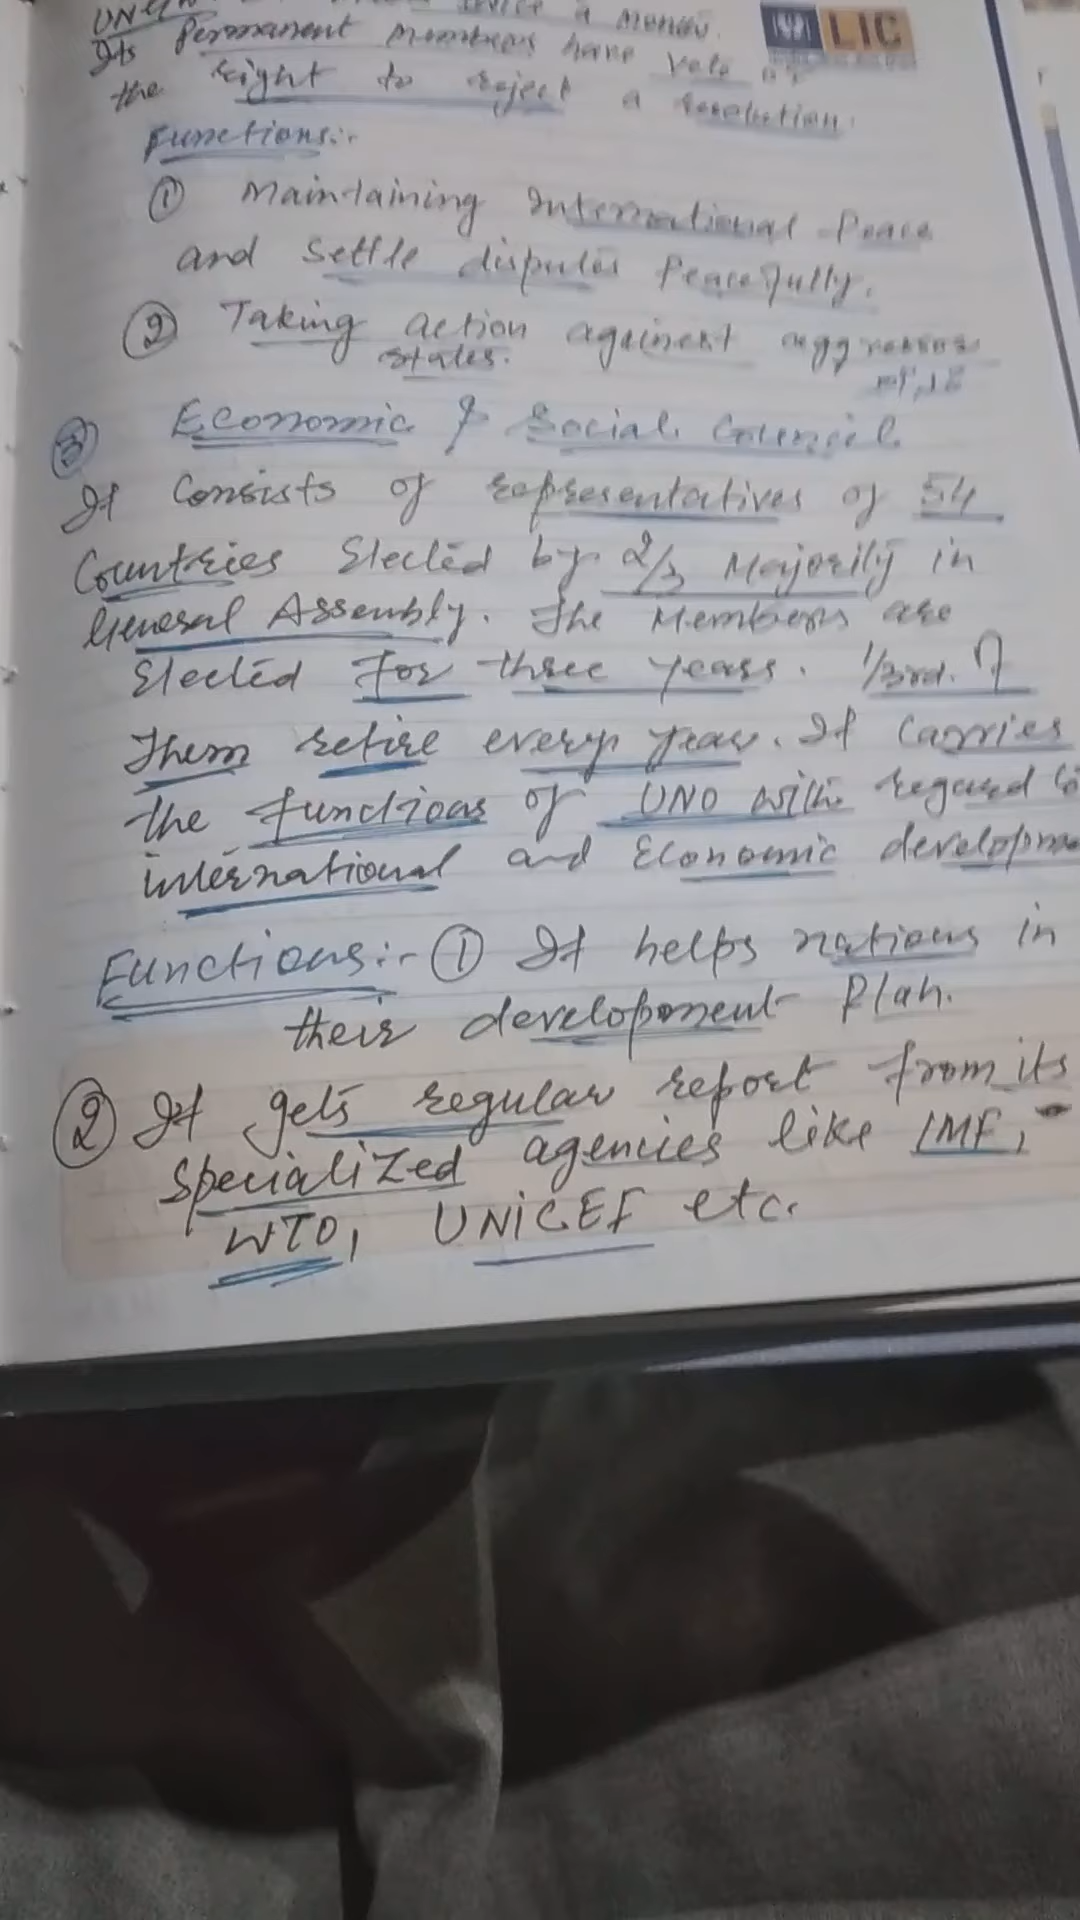 twice a month.
LIC
Its Permanent members have veto or
the right to reject a resolution.
Functions:-
① Maintaining International Peace
and settle disputes Peacefully.
② Taking action against aggressor
states.
③ Economic & Social Council
It Consists of representatives of 54
Countries Elected by 2/3 Majority in
General Assembly. The Members are
Elected for three years. 1/3rd. of
Them retire every year. It Carries
the functions of UNO with regard to
international and Economic developme
Functions:- ① It helps nations in
their development Plan.
② It gets regular report from its
Specialized agencies like IMF,
WTO, UNICEF etc.